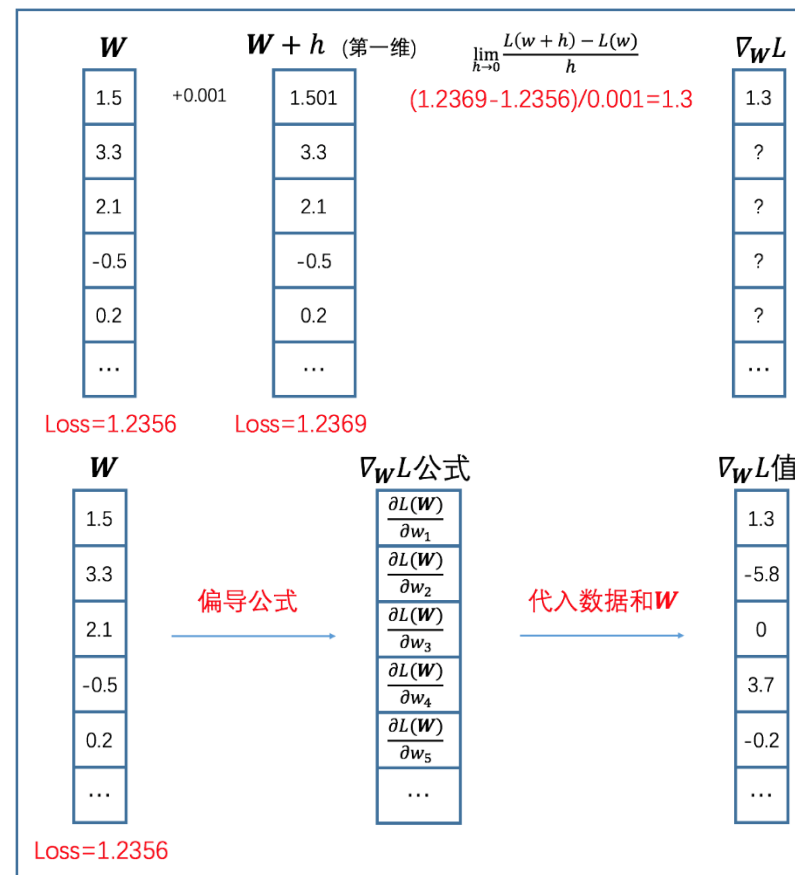 W
W + h (第一维)
lim h→0 L(w + h) − L(w) / h
∇W L
1.5
+0.001
1.501
(1.2369-1.2356)/0.001=1.3
1.3
3.3
3.3
?
2.1
2.1
?
-0.5
-0.5
?
0.2
0.2
?
...
...
...
Loss=1.2356
Loss=1.2369
W
∇W L公式
∇W L值
1.5
∂L(W) / ∂w1
1.3
3.3
∂L(W) / ∂w2
-5.8
偏导公式
代入数据和W
2.1
∂L(W) / ∂w3
0
-0.5
∂L(W) / ∂w4
3.7
0.2
∂L(W) / ∂w5
-0.2
...
...
...
Loss=1.2356